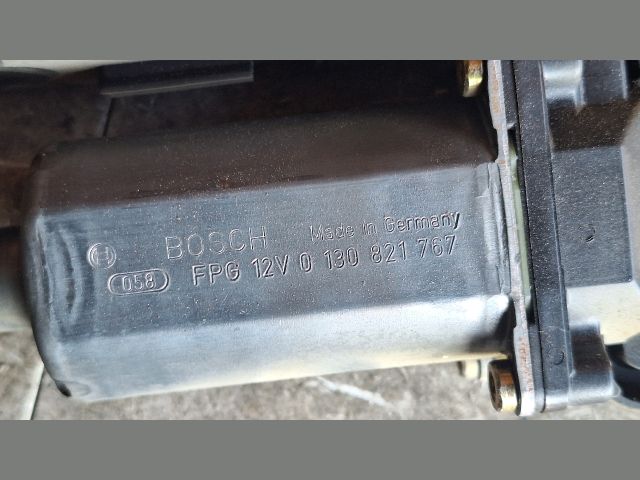 BOSCH Made in Germany
058 FPG 12V 0 130 821 767